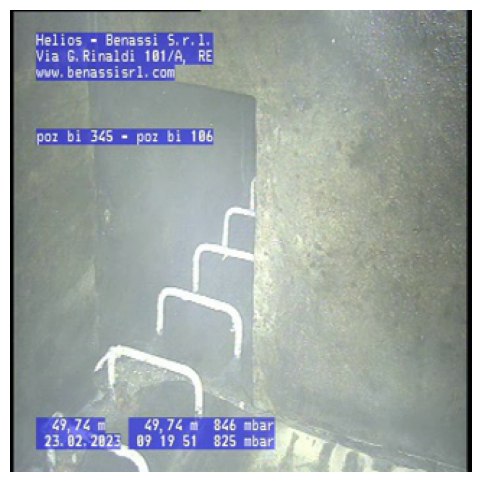 Helios - Benassi S.r.l.
Via G.Rinaldi 101/A, RE
www.benassisrl.com
poz bi 345 - poz bi 106
49,74 m 49,74 m 846 mbar
23.02.2023 09 19 51 825 mbar